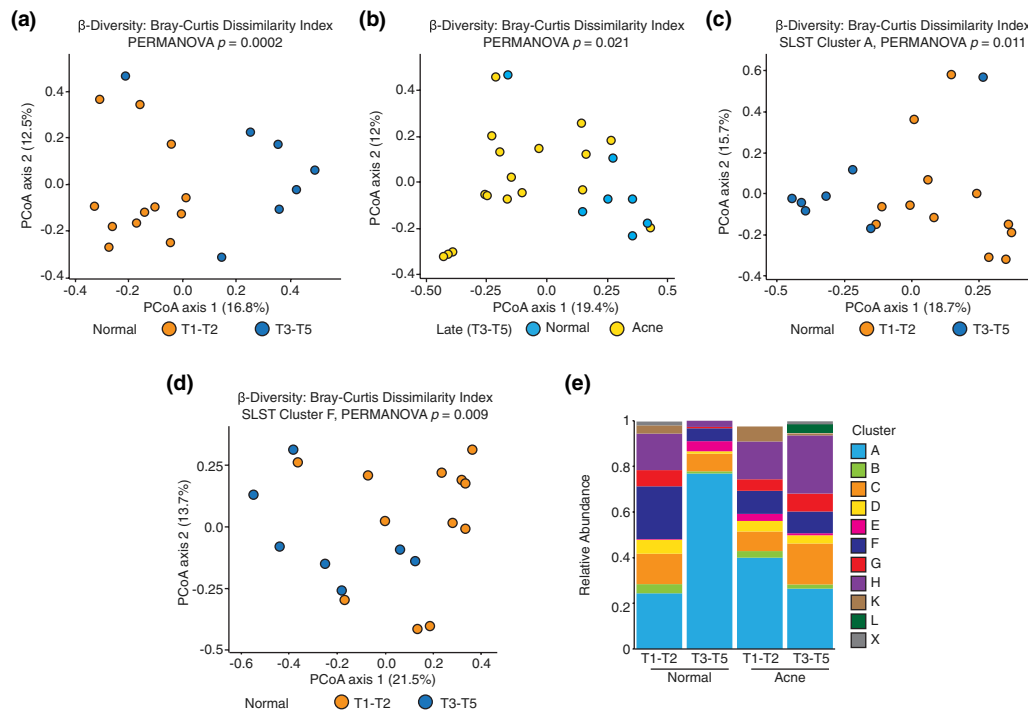 (a)
β-Diversity: Bray-Curtis Dissimilarity Index
PERMANOVA p = 0.0002
PCoA axis 2 (12.5%)
0.4
0.2
0.0
-0.2
-0.4
-0.4
-0.2
0.0
0.2
0.4
PCoA axis 1 (16.8%)
Normal T1-T2 T3-T5
(b)
β-Diversity: Bray-Curtis Dissimilarity Index
PERMANOVA p = 0.021
PCoA axis 2 (12%)
0.4
0.2
0.0
-0.2
-0.4
-0.50
-0.25
0.0
0.25
0.50
PCoA axis 1 (19.4%)
Late (T3-T5) Normal Acne
(c)
β-Diversity: Bray-Curtis Dissimilarity Index
SLST Cluster A, PERMANOVA p = 0.011
PCoA axis 2 (15.7%)
0.6
0.4
0.2
0.0
-0.2
-0.4
-0.50
-0.25
0.0
0.25
PCoA axis 1 (18.7%)
Normal T1-T2 T3-T5
(d)
β-Diversity: Bray-Curtis Dissimilarity Index
SLST Cluster F, PERMANOVA p = 0.009
PCoA axis 2 (13.7%)
0.25
0.0
-0.25
-0.5
-0.6
-0.4
-0.2
0.0
0.2
0.4
PCoA axis 1 (21.5%)
Normal T1-T2 T3-T5
(e)
Relative Abundance
1
0.8
0.6
0.4
0.2
0
T1-T2 T3-T5 T1-T2 T3-T5
Normal Acne
Cluster
A
B
C
D
E
F
G
H
K
L
X